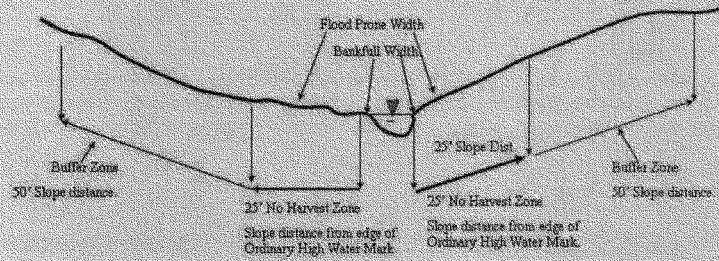 Flood Prone Width
Bankfull Width
25' Slope Dist.
Buffer Zone
50' Slope distance.
25' No Harvest Zone
Slope distance from edge of
Ordinary High Water Mark
25' No Harvest Zone
Slope distance from edge of
Ordinary High Water Mark.
Buffer Zone
50' Slope distance.